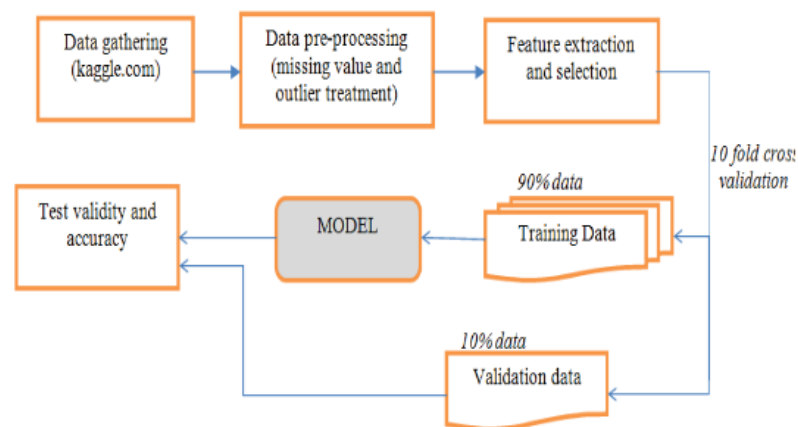 Data gathering
(kaggle.com)
Data pre-processing
(missing value and
outlier treatment)
Feature extraction
and selection
10 fold cros
validation
90% data
Training Data
MODEL
Test validity and
accuracy
10% data
Validation data